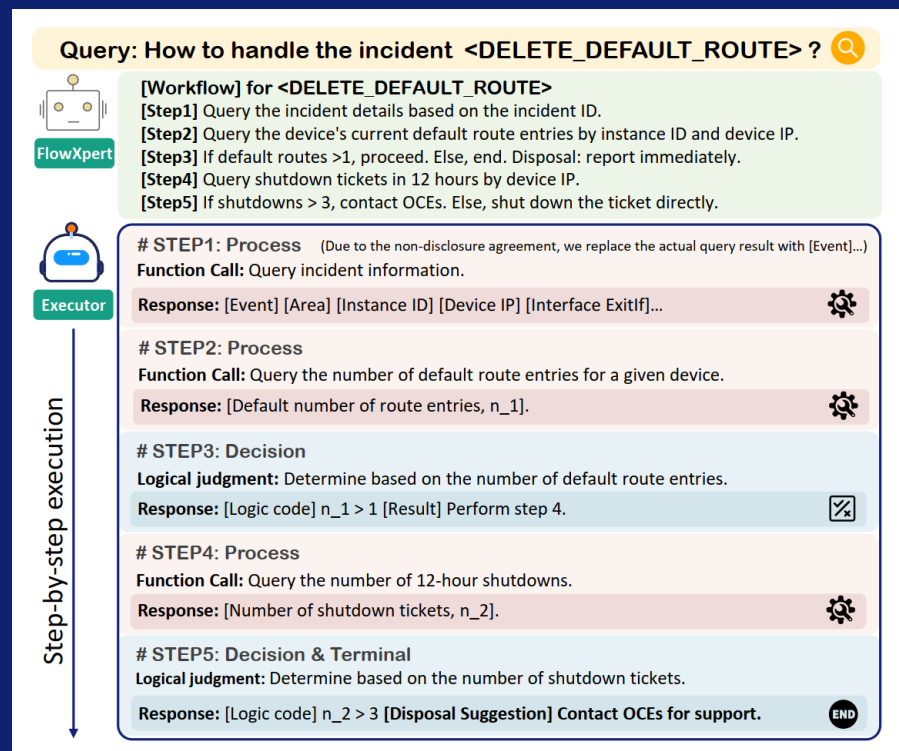 Query: How to handle the incident <DELETE_DEFAULT_ROUTE> ?
FlowXpert
[Workflow] for <DELETE_DEFAULT_ROUTE>
[Step1] Query the incident details based on the incident ID.
[Step2] Query the device's current default route entries by instance ID and device IP.
[Step3] If default routes >1, proceed. Else, end. Disposal: report immediately.
[Step4] Query shutdown tickets in 12 hours by device IP.
[Step5] If shutdowns > 3, contact OCEs. Else, shut down the ticket directly.
Executor
Step-by-step execution
# STEP1: Process (Due to the non-disclosure agreement, we replace the actual query result with [Event]...)
Function Call: Query incident information.
Response: [Event] [Area] [Instance ID] [Device IP] [Interface ExitIf]...
# STEP2: Process
Function Call: Query the number of default route entries for a given device.
Response: [Default number of route entries, n_1].
# STEP3: Decision
Logical judgment: Determine based on the number of default route entries.
Response: [Logic code] n_1 > 1 [Result] Perform step 4.
# STEP4: Process
Function Call: Query the number of 12-hour shutdowns.
Response: [Number of shutdown tickets, n_2].
# STEP5: Decision & Terminal
Logical judgment: Determine based on the number of shutdown tickets.
Response: [Logic code] n_2 > 3 [Disposal Suggestion] Contact OCEs for support.
END